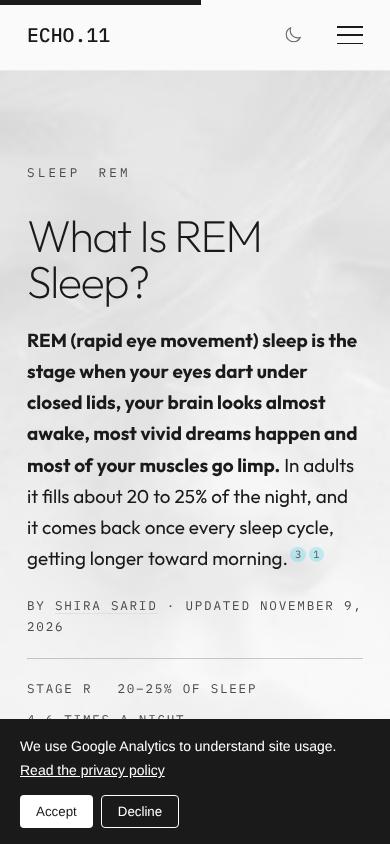 ECHO.11
SLEEP REM
What Is REM
Sleep?
REM (rapid eye movement) sleep is the
stage when your eyes dart under
closed lids, your brain looks almost
awake, most vivid dreams happen and
most of your muscles go limp. In adults
it fills about 20 to 25% of the night, and
it comes back once every sleep cycle,
getting longer toward morning. 3 1
BY SHIRA SARID · UPDATED NOVEMBER 9,
2026
STAGE R 20–25% OF SLEEP
4–6 TIMES A NIGHT
We use Google Analytics to understand site usage.
Read the privacy policy
Accept Decline